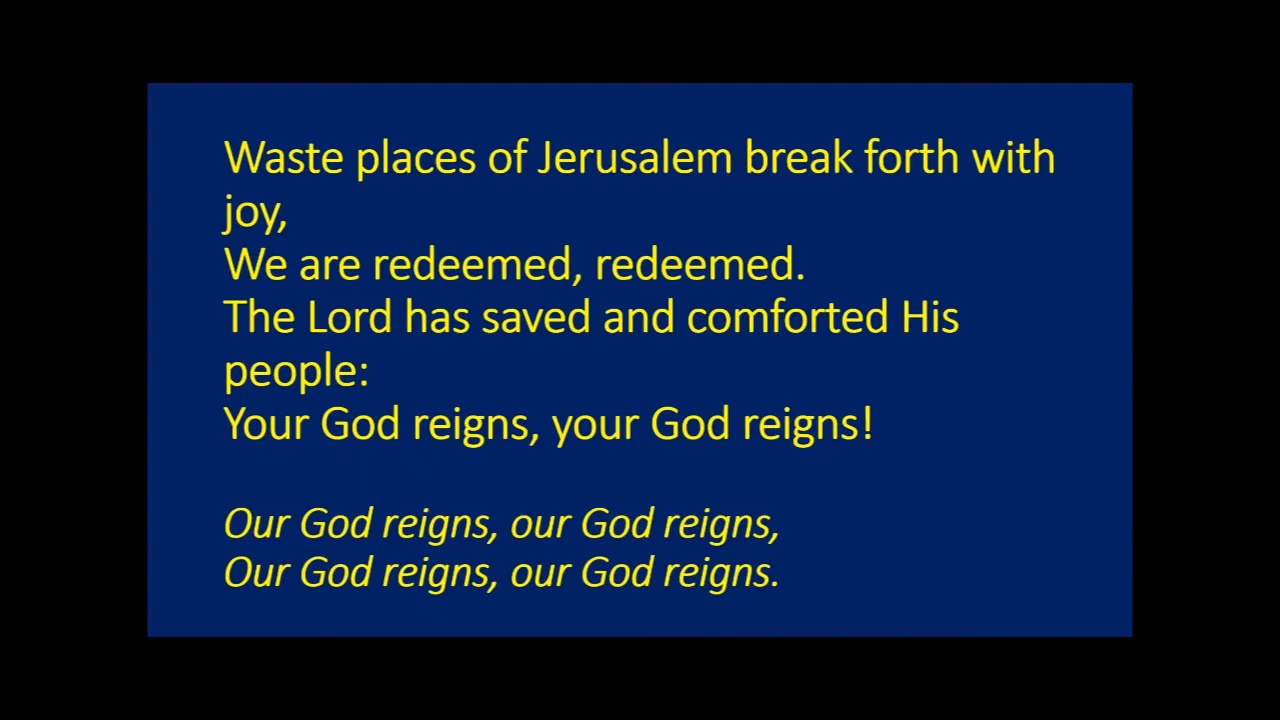 Waste places of Jerusalem break forth with
joy,
We are redeemed, redeemed.
The Lord has saved and comforted His
people:
Your God reigns, your God reigns!
Our God reigns, our God reigns,
Our God reigns, our God reigns.